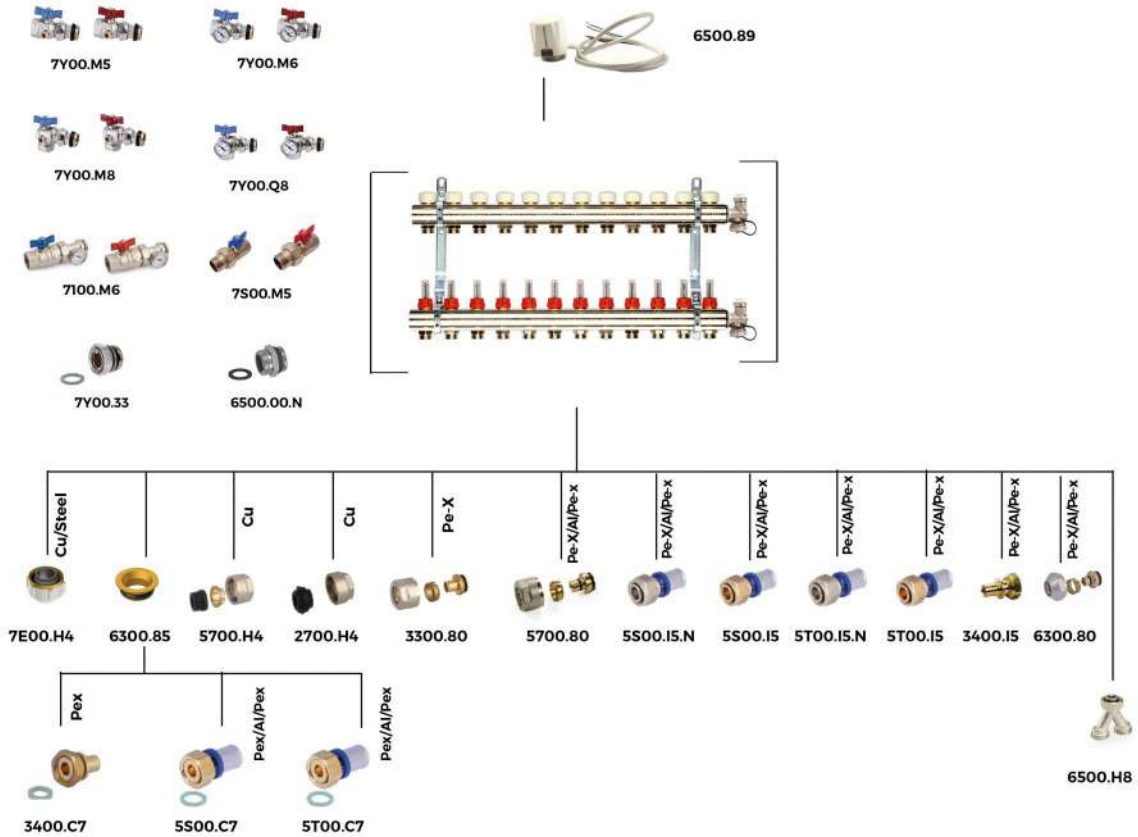 7Y00.M5
7Y00.M6
6500.89
7Y00.M8
7Y00.Q8
7100.M6
7S00.M5
7Y00.33
6500.00.N
Cu/Steel
Cu
Cu
Pe-X
Pe-X/Al/Pe-x
Pe-X/Al/Pe-x
Pe-X/Al/Pe-x
Pe-X/Al/Pe-x
Pe-X/Al/Pe-x
Pe-X/Al/Pe-x
Pe-X/Al/Pe-x
7E00.H4
6300.85
5700.H4
2700.H4
3300.80
5700.80
5S00.I5.N
5S00.I5
5T00.I5.N
5T00.I5
3400.I5
6300.80
Pex
Pex/Al/Pex
Pex/Al/Pex
6500.H8
3400.C7
5S00.C7
5T00.C7